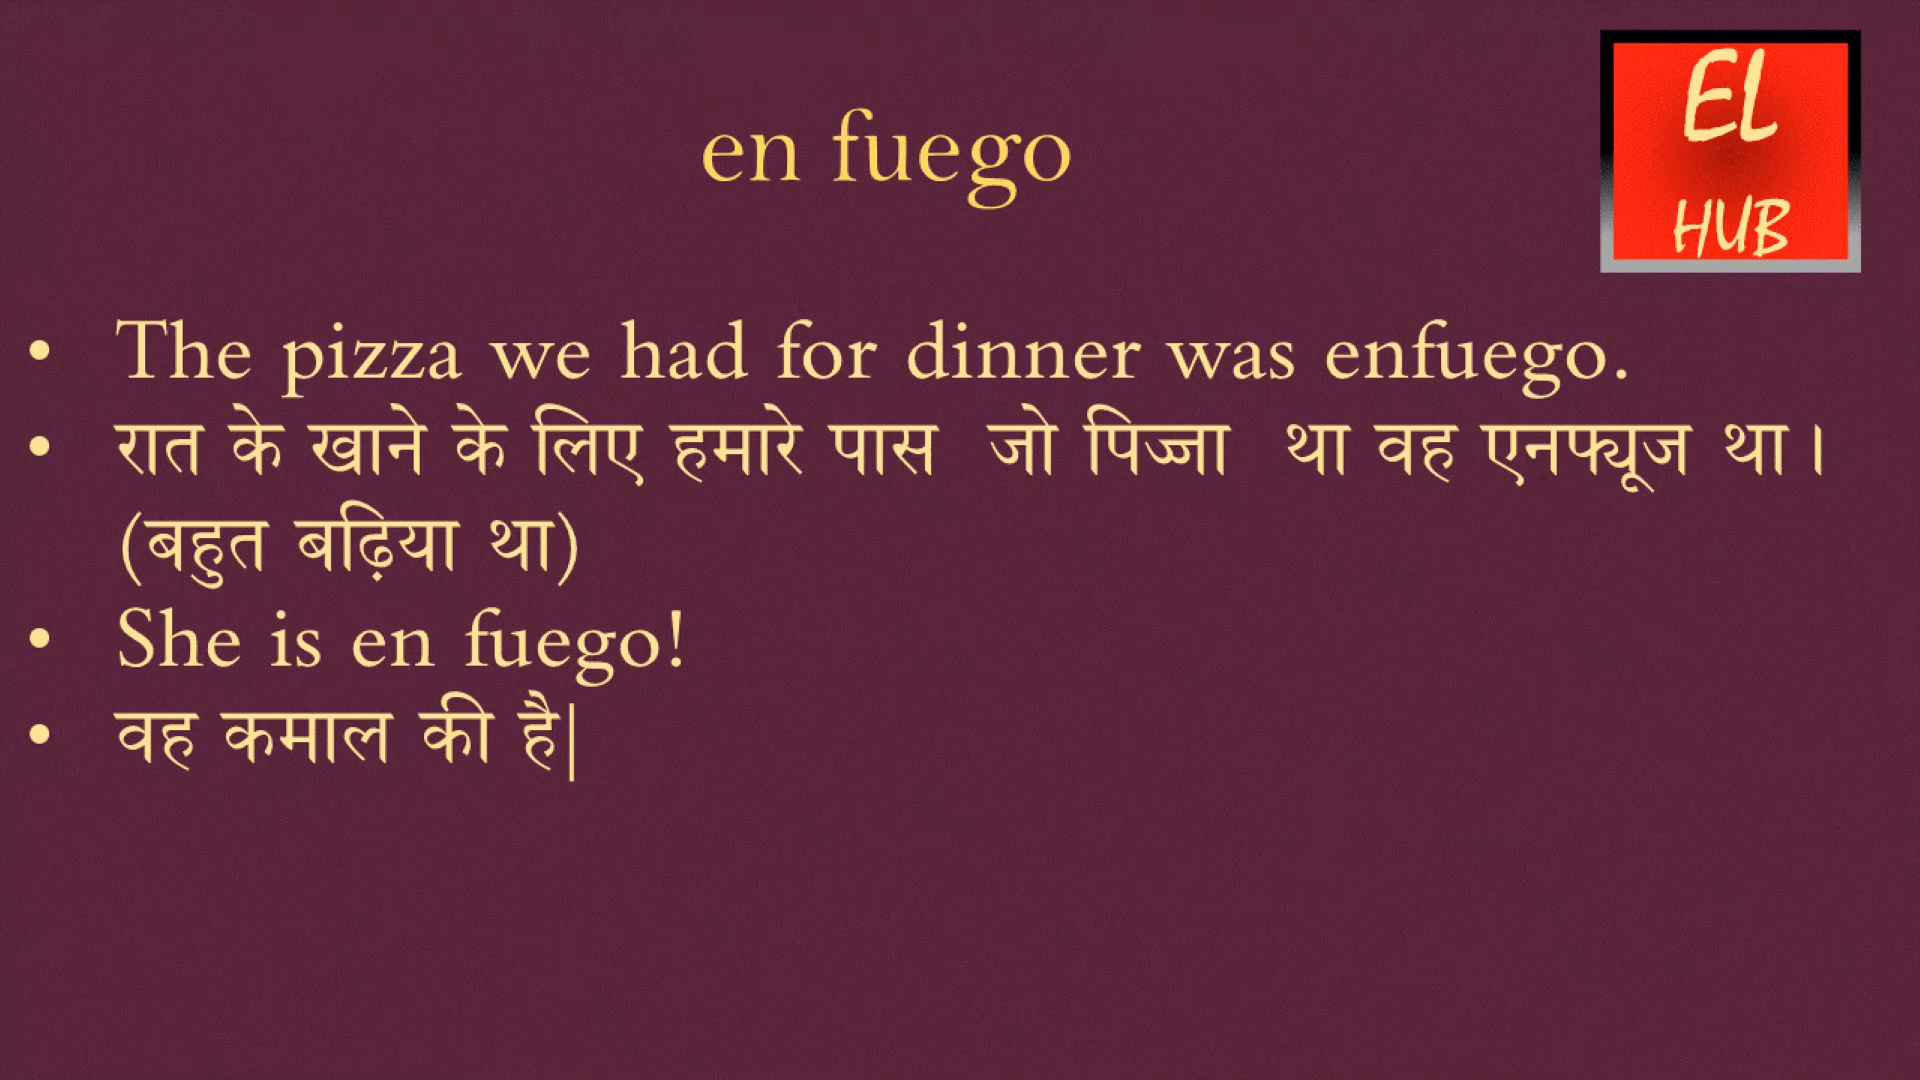 en fuego
EL
HUB
• The pizza we had for dinner was enfuego.
• रात के खाने के लिए हमारे पास जो पिज्जा था वह एनफ्यूज था।
(बहुत बढ़िया था)
• She is en fuego!
• वह कमाल की है|